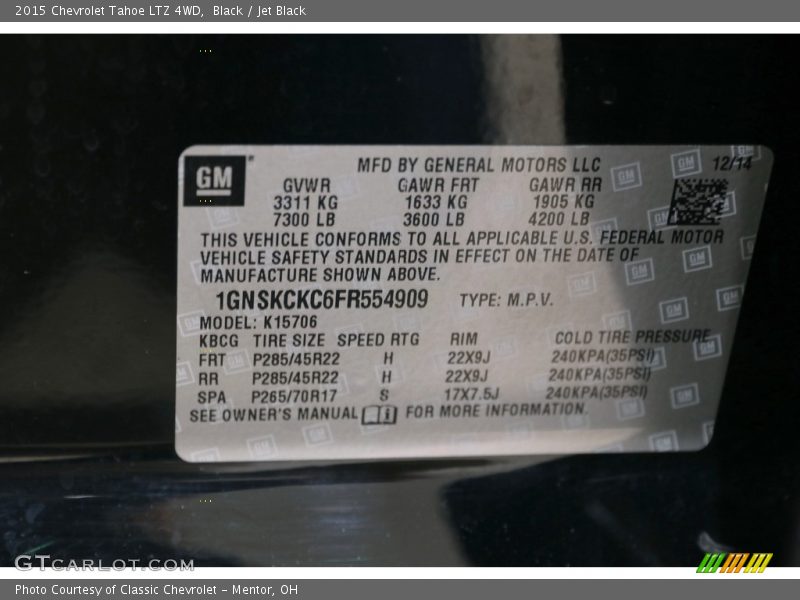 2015 Chevrolet Tahoe LTZ 4WD, Black / Jet Black
GM
MFD BY GENERAL MOTORS LLC 12/14
GVWR GAWR FRT GAWR RR
3311 KG 1633 KG 1905 KG
7300 LB 3600 LB 4200 LB
THIS VEHICLE CONFORMS TO ALL APPLICABLE U.S. FEDERAL MOTOR
VEHICLE SAFETY STANDARDS IN EFFECT ON THE DATE OF
MANUFACTURE SHOWN ABOVE.
1GNSKCKC6FR554909 TYPE: M.P.V.
MODEL: K15706
KBCG TIRE SIZE SPEED RTG RIM COLD TIRE PRESSURE
FRT P285/45R22 H 22X9J 240KPA(35PSI)
RR P285/45R22 H 22X9J 240KPA(35PSI)
SPA P265/70R17 S 17X7.5J 240KPA(35PSI)
SEE OWNER'S MANUAL FOR MORE INFORMATION.
GTCARLOT.COM
Photo Courtesy of Classic Chevrolet - Mentor, OH